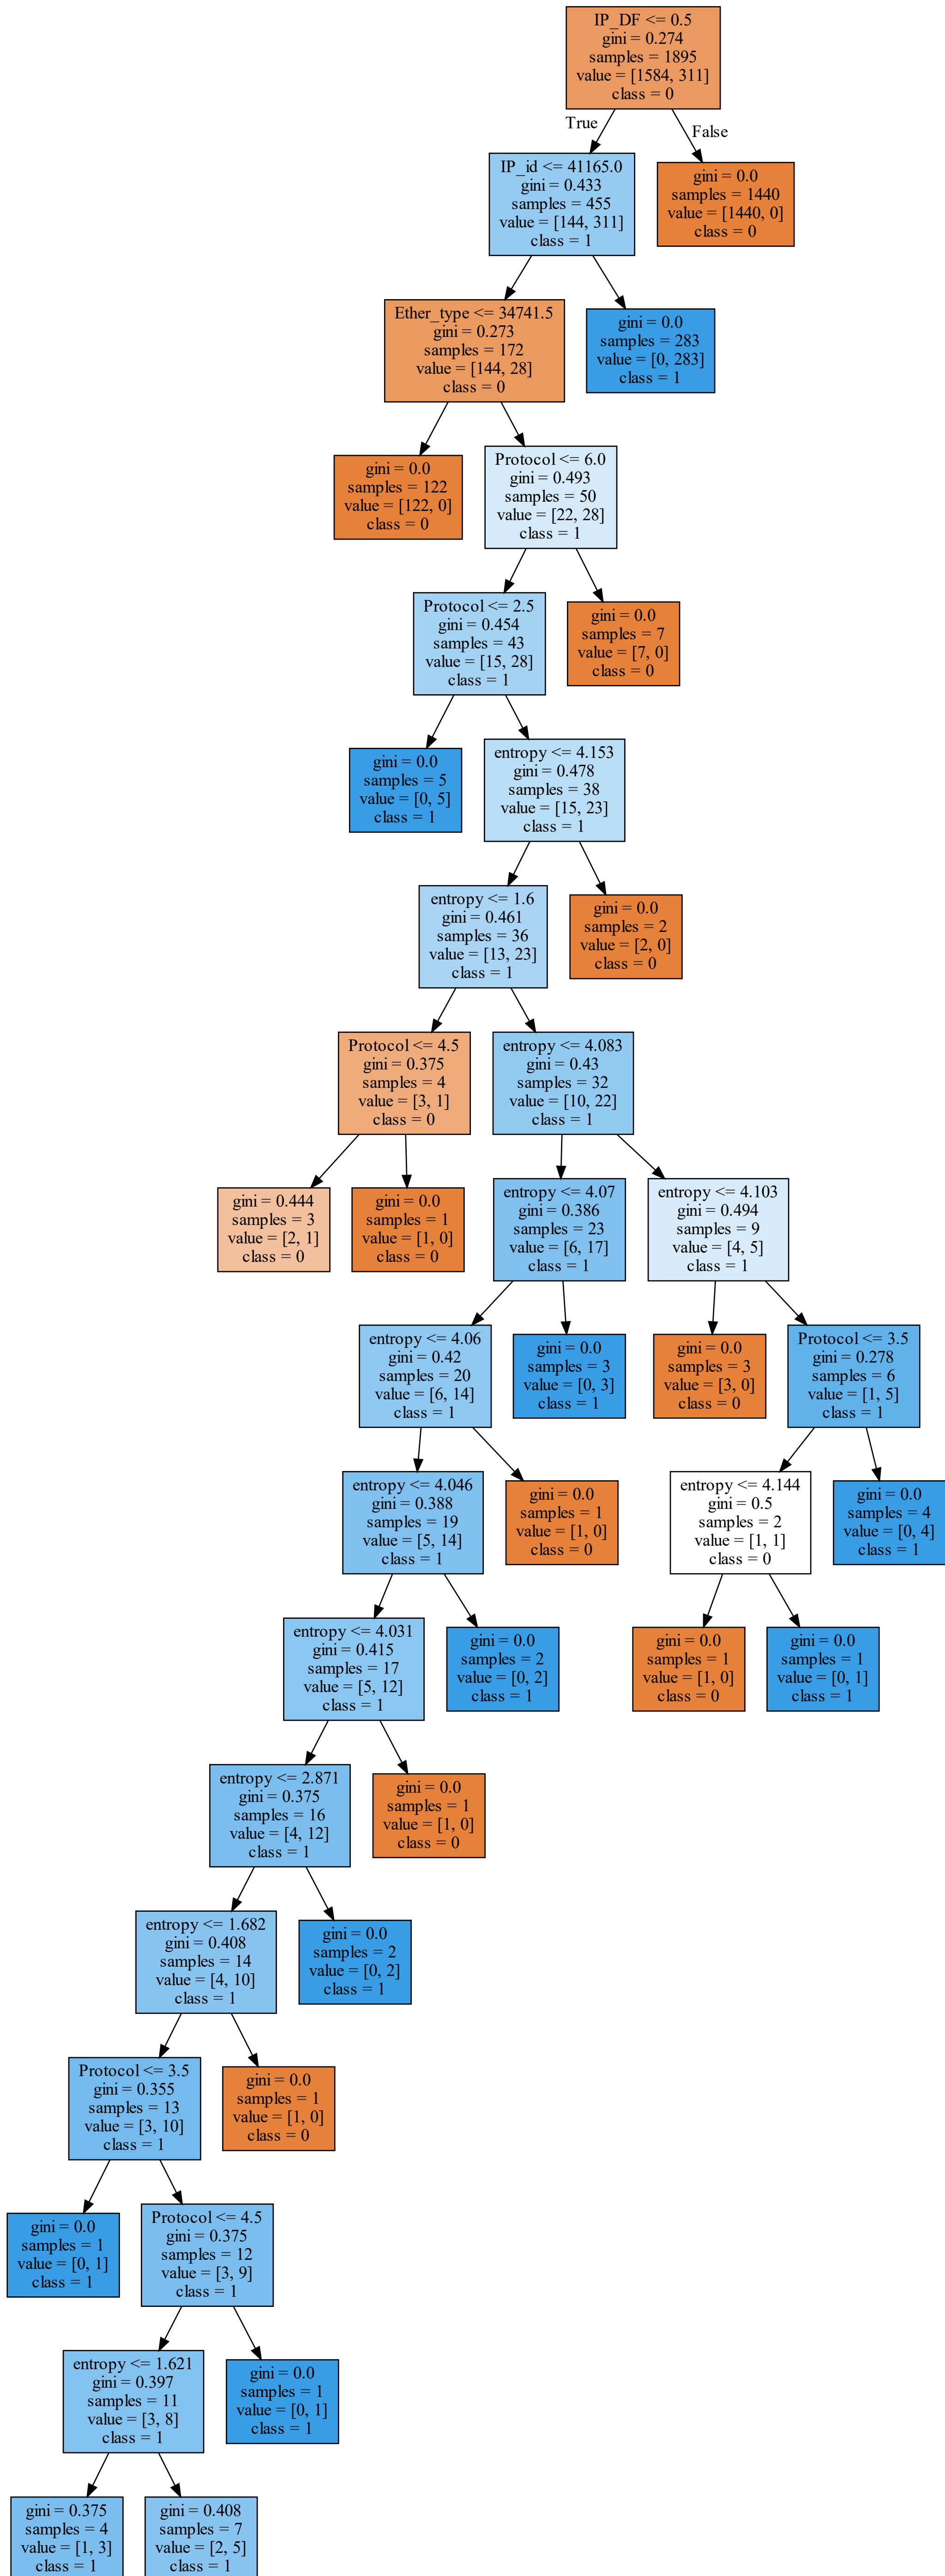 IP_DF <= 0.5
gini = 0.274
samples = 1895
value = [1584, 311]
class = 0
True
False
IP_id <= 41165.0
gini = 0.433
samples = 455
value = [144, 311]
class = 1
gini = 0.0
samples = 1440
value = [1440, 0]
class = 0
Ether_type <= 34741.5
gini = 0.273
samples = 172
value = [144, 28]
class = 0
gini = 0.0
samples = 283
value = [0, 283]
class = 1
gini = 0.0
samples = 122
value = [122, 0]
class = 0
Protocol <= 6.0
gini = 0.493
samples = 50
value = [22, 28]
class = 1
Protocol <= 2.5
gini = 0.454
samples = 43
value = [15, 28]
class = 1
gini = 0.0
samples = 7
value = [7, 0]
class = 0
gini = 0.0
samples = 5
value = [0, 5]
class = 1
entropy <= 4.153
gini = 0.478
samples = 38
value = [15, 23]
class = 1
entropy <= 1.6
gini = 0.461
samples = 36
value = [13, 23]
class = 1
gini = 0.0
samples = 2
value = [2, 0]
class = 0
Protocol <= 4.5
gini = 0.375
samples = 4
value = [3, 1]
class = 0
entropy <= 4.083
gini = 0.43
samples = 32
value = [10, 22]
class = 1
gini = 0.444
samples = 3
value = [2, 1]
class = 0
gini = 0.0
samples = 1
value = [1, 0]
class = 0
entropy <= 4.07
gini = 0.386
samples = 23
value = [6, 17]
class = 1
entropy <= 4.103
gini = 0.494
samples = 9
value = [4, 5]
class = 1
entropy <= 4.06
gini = 0.42
samples = 20
value = [6, 14]
class = 1
gini = 0.0
samples = 3
value = [0, 3]
class = 1
gini = 0.0
samples = 3
value = [3, 0]
class = 0
Protocol <= 3.5
gini = 0.278
samples = 6
value = [1, 5]
class = 1
entropy <= 4.046
gini = 0.388
samples = 19
value = [5, 14]
class = 1
gini = 0.0
samples = 1
value = [1, 0]
class = 0
entropy <= 4.144
gini = 0.5
samples = 2
value = [1, 1]
class = 0
gini = 0.0
samples = 4
value = [0, 4]
class = 1
entropy <= 4.031
gini = 0.415
samples = 17
value = [5, 12]
class = 1
gini = 0.0
samples = 2
value = [0, 2]
class = 1
gini = 0.0
samples = 1
value = [1, 0]
class = 0
gini = 0.0
samples = 1
value = [0, 1]
class = 1
entropy <= 2.871
gini = 0.375
samples = 16
value = [4, 12]
class = 1
gini = 0.0
samples = 1
value = [1, 0]
class = 0
entropy <= 1.682
gini = 0.408
samples = 14
value = [4, 10]
class = 1
gini = 0.0
samples = 2
value = [0, 2]
class = 1
Protocol <= 3.5
gini = 0.355
samples = 13
value = [3, 10]
class = 1
gini = 0.0
samples = 1
value = [1, 0]
class = 0
gini = 0.0
samples = 1
value = [0, 1]
class = 1
Protocol <= 4.5
gini = 0.375
samples = 12
value = [3, 9]
class = 1
entropy <= 1.621
gini = 0.397
samples = 11
value = [3, 8]
class = 1
gini = 0.0
samples = 1
value = [0, 1]
class = 1
gini = 0.375
samples = 4
value = [1, 3]
class = 1
gini = 0.408
samples = 7
value = [2, 5]
class = 1